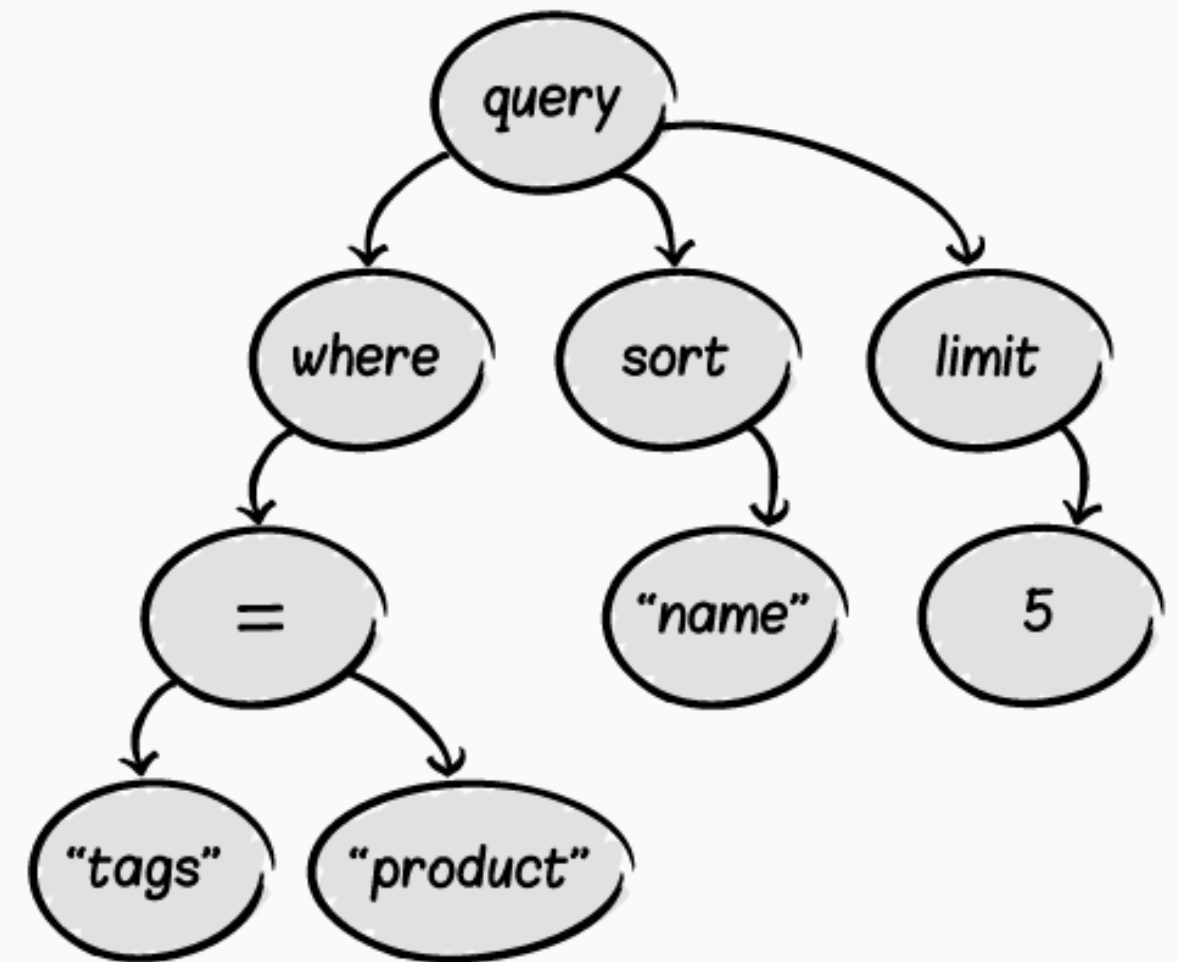 query
where
sort
limit
=
“name”
5
“tags”
“product”